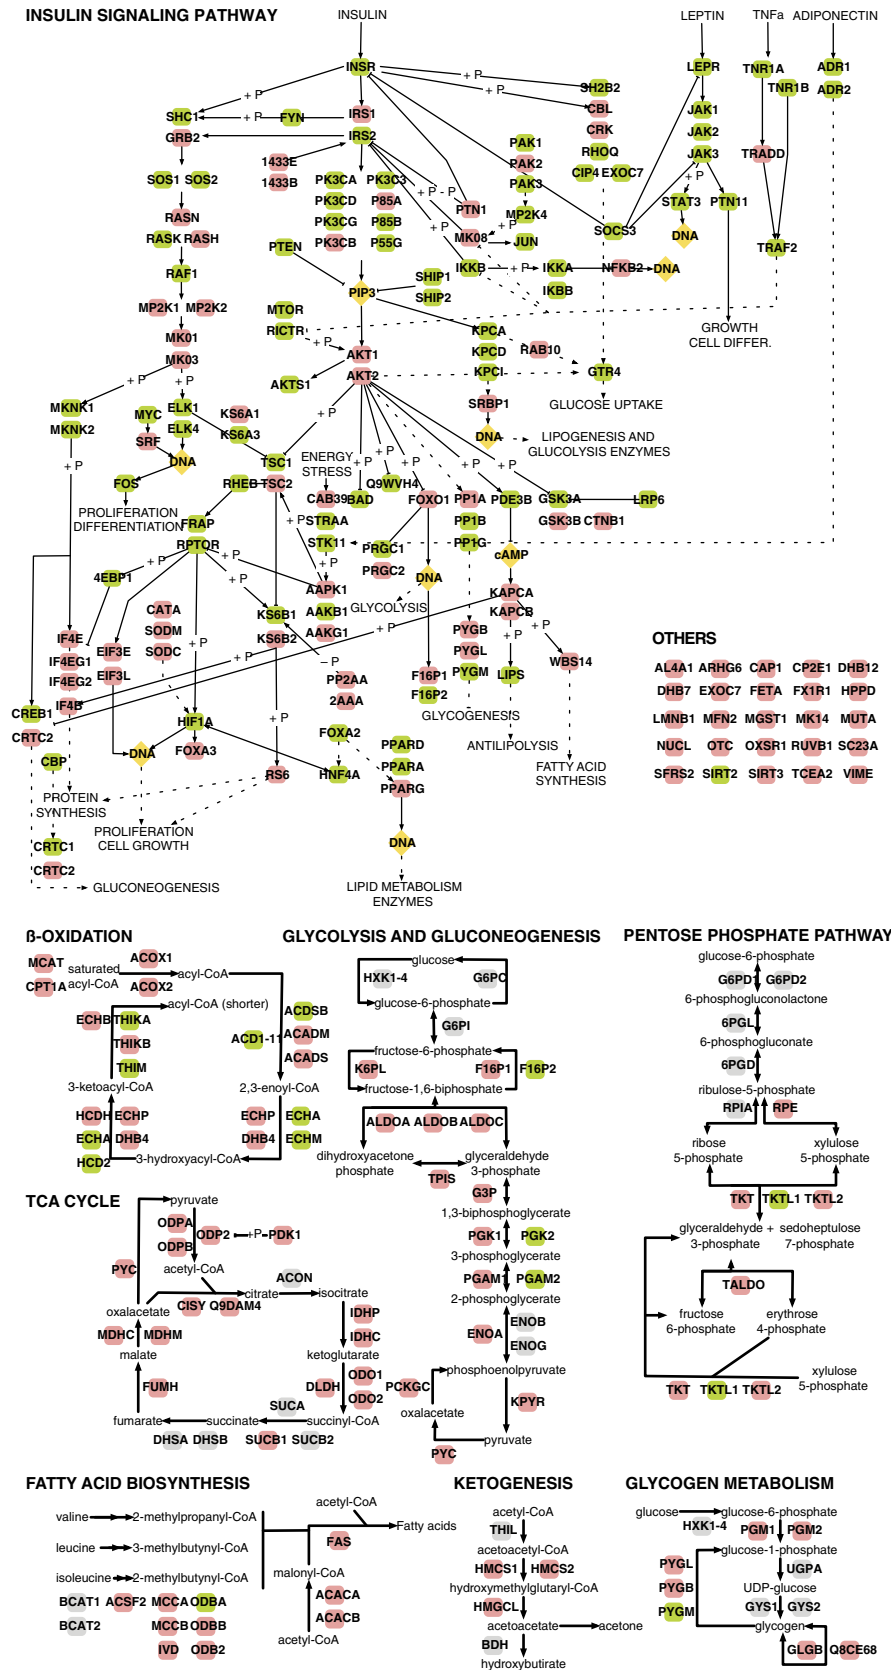 INSULIN SIGNALING PATHWAY
INSULIN
LEPTIN
TNFa
ADIPONECTIN
INSR
LEPR
TNR1A
ADR1
+ P
SH2B2
TNR1B
ADR2
+ P
+ P
CBL
JAK1
SHC1
+ P
FYN
IRS1
CRK
JAK2
GRB2
IRS2
PAK1
RHOQ
JAK3
TRADD
1433E
PAK2
CIP4
EXOC7
+ P
1433B
PK3CA
PK3C3
PAK3
SOS1
SOS2
PK3CD
P85A
+ P - P
PTN1
MP2K4
STAT3
PTN11
RASN
PK3CG
P85B
+ P
MK08
+ P
SOCS3
DNA
RASK
RASH
PTEN
PK3CB
P55G
JUN
TRAF2
RAF1
SHIP1
IKKB
+ P
IKKA
NFKB2
DNA
PIP3
SHIP2
IKBB
MP2K1
MP2K2
MTOR
RICTR
KPCA
GROWTH
CELL DIFFER.
MK01
+ P
AKT1
KPCD
RAB10
MK03
AKT2
KPCI
GTR4
+ P
+ P
AKTS1
SRBP1
GLUCOSE UPTAKE
MKNK1
MYC
ELK1
KS6A1
+ P
DNA
LIPOGENESIS AND
GLUCOLYSIS ENZYMES
MKNK2
SRF
ELK4
KS6A3
ENERGY
STRESS
+ P
+ P
+ P
+ P
+ P
+ P
DNA
TSC1
FOS
RHEB
TSC2
CAB39
BAD
Q9WVH4
FOXO1
PP1A
PDE3B
GSK3A
LRP6
PROLIFERATION
DIFFERENTIATION
FRAP
+ P
STRAA
PP1B
GSK3B
CTNB1
RPTOR
STK11
PRGC1
PP1G
cAMP
4EBP1
+ P
+ P
+ P
+ P
+ P
PRGC2
DNA
AAPK1
KAPCA
CATA
KS6B1
AAKB1
GLYCOLYSIS
KAPCB
IF4E
SODM
KS6B2
AAKG1
+ P
PYGB
+ P
+ P
IF4EG1
EIF3E
+ P
SODC
– P
PYGL
WBS14
IF4EG2
EIF3L
PP2AA
F16P1
PYGM
LIPS
CREB1
IF4B
2AAA
F16P2
CRTC2
HIF1A
+ P
FOXA2
GLYCOGENESIS
CBP
DNA
FOXA3
PPARD
ANTILIPOLYSIS
RS6
HNF4A
PPARA
FATTY ACID
SYNTHESIS
PROTEIN
SYNTHESIS
PPARG
PROLIFERATION
CELL GROWTH
CRTC1
DNA
CRTC2
GLUCONEOGENESIS
LIPID METABOLISM
ENZYMES
OTHERS
AL4A1 ARHG6 CAP1 CP2E1 DHB12
DHB7 EXOC7 FETA FX1R1 HPPD
LMNB1 MFN2 MGST1 MK14 MUTA
NUCL OTC OXSR1 RUVB1 SC23A
SFRS2 SIRT2 SIRT3 TCEA2 VIME
ß-OXIDATION
MCAT
saturated
acyl-CoA
ACOX1
acyl-CoA
CPT1A
ACOX2
acyl-CoA (shorter)
ACDSB
ECHB
THIKA
ACD1-11
ACADM
THIKB
ACADS
THIM
3-ketoacyl-CoA
2,3-enoyl-CoA
HCDH
ECHP
ECHP
ECHA
ECHA
DHB4
DHB4
ECHM
HCD2
3-hydroxyacyl-CoA
GLYCOLYSIS AND GLUCONEOGENESIS
glucose
HXK1-4
G6PC
glucose-6-phosphate
G6PI
fructose-6-phosphate
K6PL
F16P1
F16P2
fructose-1,6-biphosphate
ALDOA
ALDOB
ALDOC
dihydroxyacetone
phosphate
glyceraldehyde
3-phosphate
TPIS
G3P
1,3-biphosphoglycerate
PGK1
PGK2
3-phosphoglycerate
PGAM1
PGAM2
2-phosphoglycerate
ENOA
ENOB
ENOG
phosphoenolpyruvate
PCKGC
KPYR
oxalacetate
PYC
pyruvate
PENTOSE PHOSPHATE PATHWAY
glucose-6-phosphate
G6PD1
G6PD2
6-phosphogluconolactone
6PGL
6-phosphogluconate
6PGD
ribulose-5-phosphate
RPIA
RPE
ribose
5-phosphate
xylulose
5-phosphate
TKT
TKTL1
TKTL2
glyceraldehyde
3-phosphate
+
sedoheptulose
7-phosphate
TALDO
fructose
6-phosphate
erythrose
4-phosphate
TKT
TKTL1
TKTL2
xylulose
5-phosphate
TCA CYCLE
pyruvate
ODPA
ODPB
ODP2
+P
PDK1
PYC
acetyl-CoA
ACON
citrate
isocitrate
CISY
Q9DAM4
oxalacetate
IDHP
MDHC
MDHM
IDHC
malate
ketoglutarate
FUMH
DLDH
ODO1
ODO2
SUCA
fumarate
succinate
succinyl-CoA
DHSA
DHSB
SUCB1
SUCB2
FATTY ACID BIOSYNTHESIS
valine
2-methylpropanyl-CoA
acetyl-CoA
Fatty acids
leucine
3-methylbutynyl-CoA
FAS
isoleucine
2-methylbutynyl-CoA
malonyl-CoA
BCAT1
ACSF2
MCCA
ODBA
ACACA
BCAT2
MCCB
ODBB
ACACB
IVD
ODB2
acetyl-CoA
KETOGENESIS
acetyl-CoA
THIL
acetoacetyl-CoA
HMCS1
HMCS2
hydroxymethylglutaryl-CoA
HMGCL
acetoacetate
acetone
BDH
hydroxybutirate
GLYCOGEN METABOLISM
glucose
glucose-6-phosphate
HXK1-4
PGM1
PGM2
glucose-1-phosphate
PYGL
UGPA
PYGB
UDP-glucose
PYGM
GYS1
GYS2
glycogen
GLGB
Q8CE68